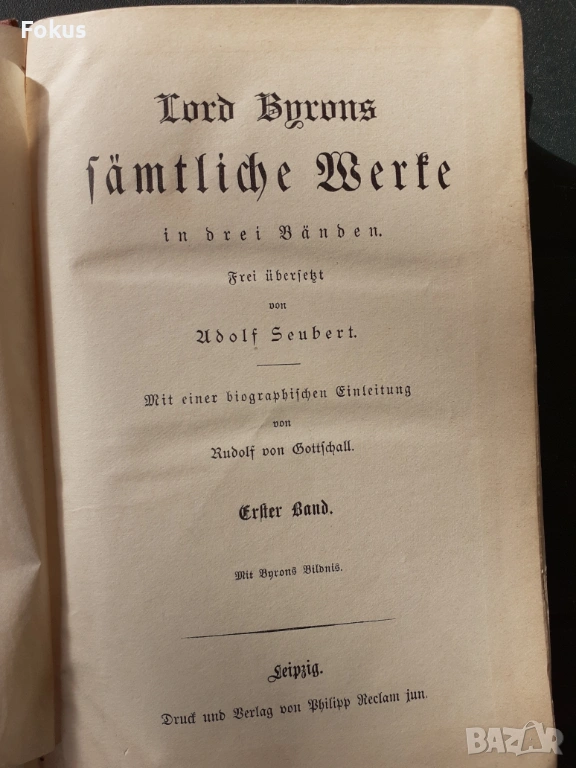 Fokus
Lord Byrons
sämtliche Werke
in drei Bänden.
Frei übersetzt
von
Adolf Seubert.
Mit einer biographischen Einleitung
von
Rudolf von Gottschall.
Erster Band.
Mit Byrons Bildnis.
Leipzig.
Druck und Verlag von Philipp Reclam jun.
BAZAR